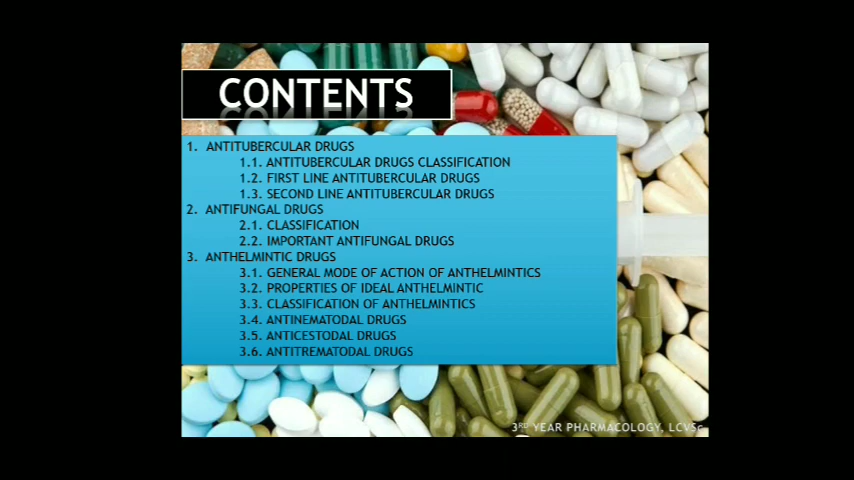 CONTENTS
1. ANTITUBERCULAR DRUGS
1.1. ANTITUBERCULAR DRUGS CLASSIFICATION
1.2. FIRST LINE ANTITUBERCULAR DRUGS
1.3. SECOND LINE ANTITUBERCULAR DRUGS
2. ANTIFUNGAL DRUGS
2.1. CLASSIFICATION
2.2. IMPORTANT ANTIFUNGAL DRUGS
3. ANTHELMINTIC DRUGS
3.1. GENERAL MODE OF ACTION OF ANTHELMINTICS
3.2. PROPERTIES OF IDEAL ANTHELMINTIC
3.3. CLASSIFICATION OF ANTHELMINTICS
3.4. ANTINEMATODAL DRUGS
3.5. ANTICESTODAL DRUGS
3.6. ANTITREMATODAL DRUGS
3RD YEAR PHARMACOLOGY, LCVSc